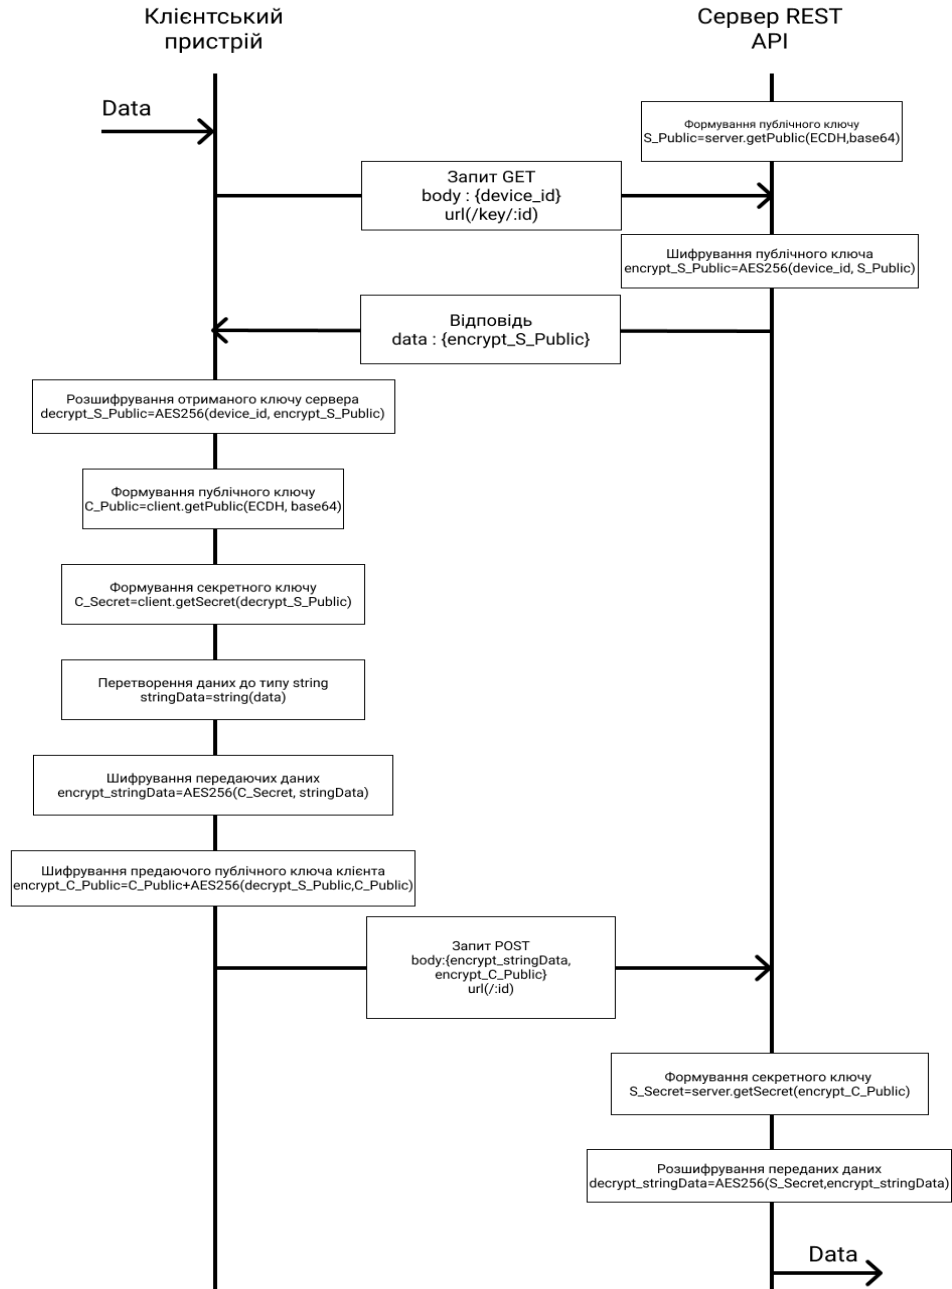 Клієнтський
пристрій
Сервер REST
API
Data
Формування публічного ключу
S_Public=server.getPublic(ECDH,base64)
Запит GET
body : {device_id}
url(/key/:id)
Шифрування публічного ключа
encrypt_S_Public=AES256(device_id, S_Public)
Відповідь
data : {encrypt_S_Public}
Розшифрування отриманого ключу сервера
decrypt_S_Public=AES256(device_id, encrypt_S_Public)
Формування публічного ключу
C_Public=client.getPublic(ECDH, base64)
Формування секретного ключу
C_Secret=client.getSecret(decrypt_S_Public)
Перетворення даних до типу string
stringData=string(data)
Шифрування передаючих даних
encrypt_stringData=AES256(C_Secret, stringData)
Шифрування предаючого публічного ключа клієнта
encrypt_C_Public=C_Public+AES256(decrypt_S_Public,C_Public)
Запит POST
body:{encrypt_stringData,
encrypt_C_Public}
url(/:id)
Формування секретного ключу
S_Secret=server.getSecret(encrypt_C_Public)
Розшифрування переданих даних
decrypt_stringData=AES256(S_Secret,encrypt_stringData)
Data